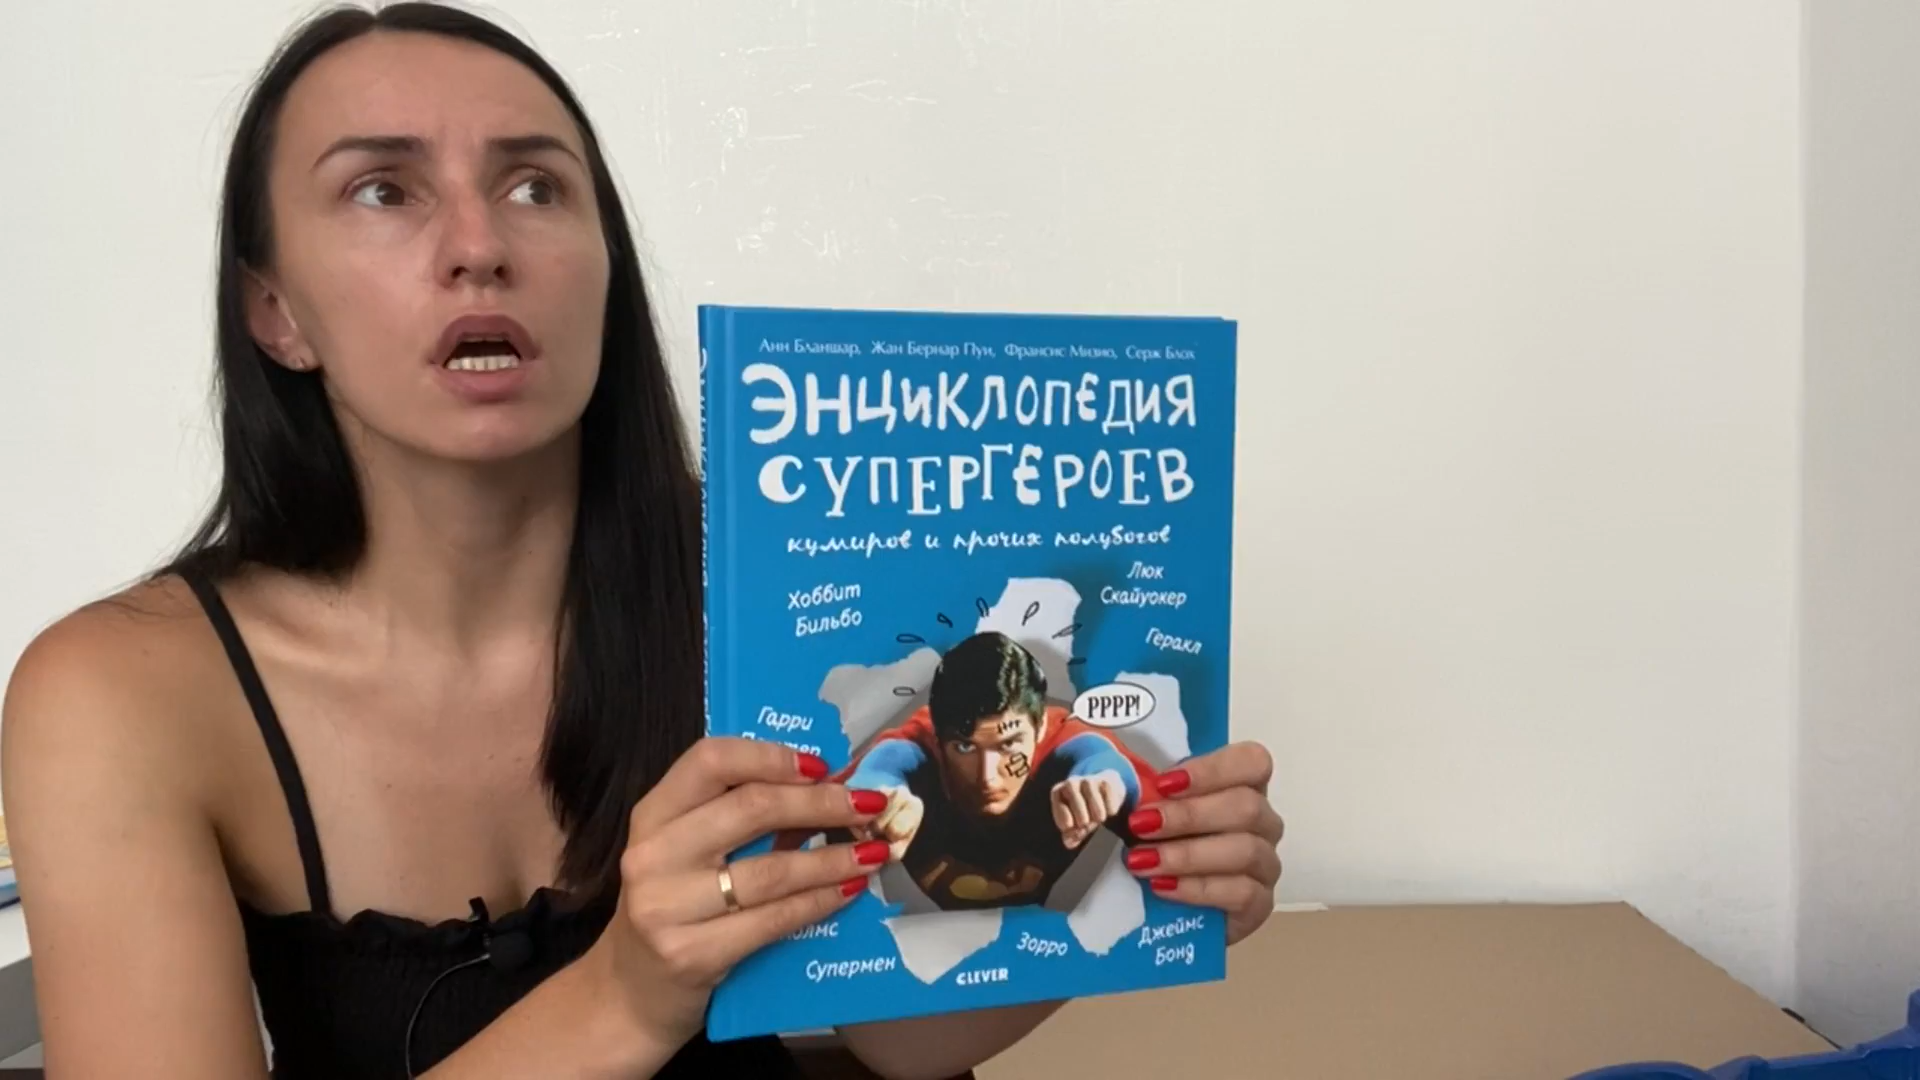 Анн Бланшар, Жан Бернар Пуи, Франсис Мизио, Серж Блох
ЭНЦИКЛОПЕДИЯ
СУПЕРГЕРОЕВ
кумиров и прочих полубогов
Хоббит
Бильбо
Люк
Скайуокер
Геракл
Гарри
РРРР!
Джеймс
Бонд
Зорро
Супермен
CLEVER